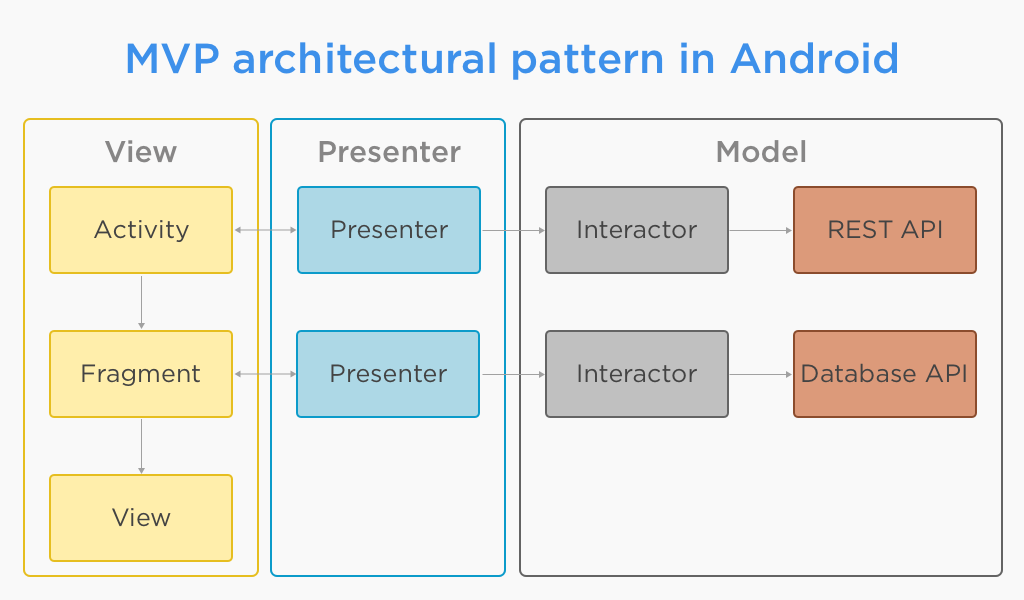 MVP architectural pattern in Android
View
Presenter
Model
Activity
Presenter
Interactor
REST API
Fragment
Presenter
Interactor
Database API
View